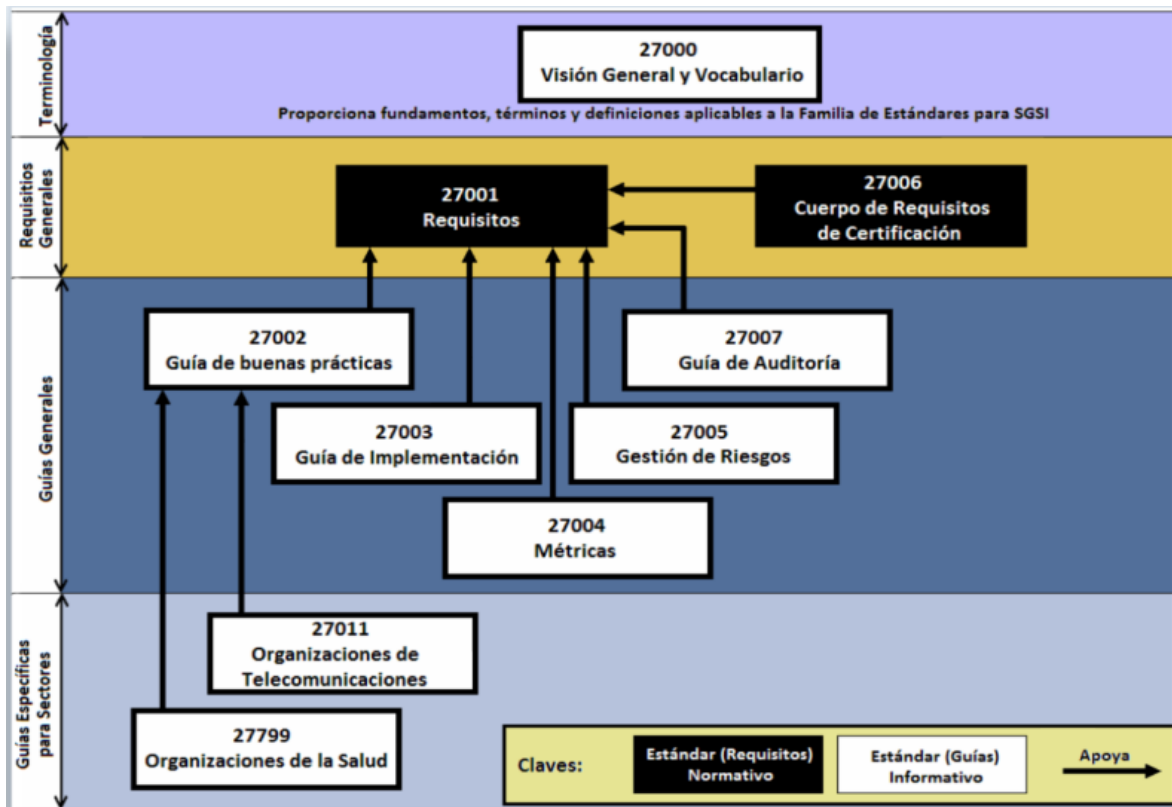 Terminología
27000
Visión General y Vocabulario
Proporciona fundamentos, términos y definiciones aplicables a la Familia de Estándares para SGSI
Requisitios
Generales
27001
Requisitos
27006
Cuerpo de Requisitos
de Certificación
Guías Generales
27002
Guía de buenas prácticas
27007
Guía de Auditoría
27003
Guía de Implementación
27005
Gestión de Riesgos
27004
Métricas
Guías Específicas
para Sectores
27011
Organizaciones de
Telecomunicaciones
27799
Organizaciones de la Salud
Claves:
Estándar (Requisitos)
Normativo
Estándar (Guías)
Informativo
Apoya